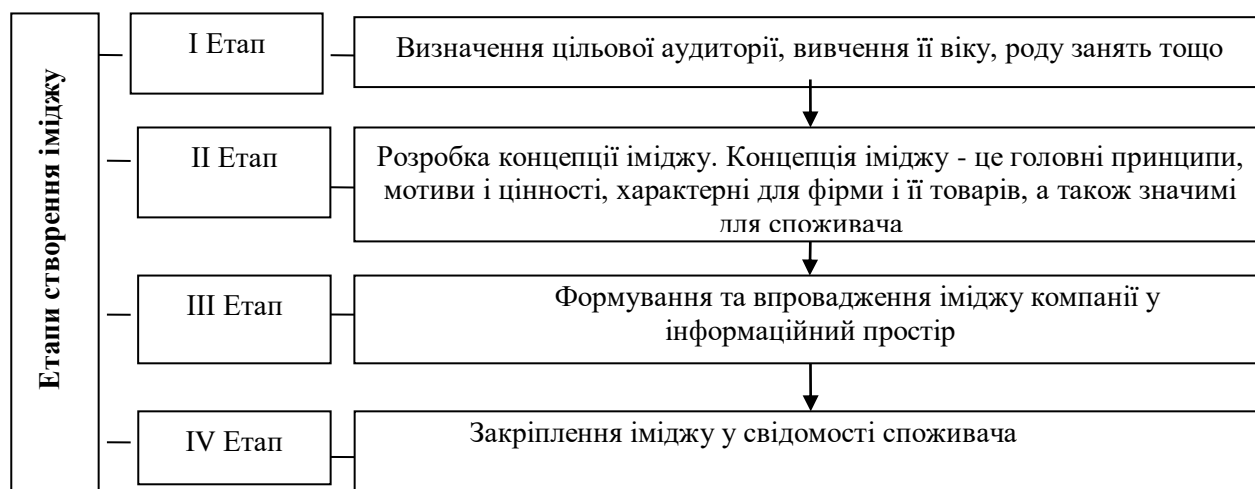 Етапи створення іміджу
І Етап
Визначення цільової аудиторії, вивчення її віку, роду занять тощо
ІІ Етап
Розробка концепції іміджу. Концепція іміджу - це головні принципи,
мотиви і цінності, характерні для фірми і її товарів, а також значимі
для споживача
ІІІ Етап
Формування та впровадження іміджу компанії у
інформаційний простір
IV Етап
Закріплення іміджу у свідомості споживача